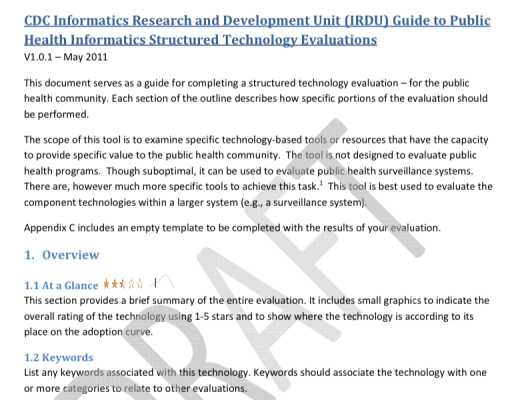 CDC Informatics Research and Development Unit (IRDU) Guide to Public
Health Informatics Structured Technology Evaluations
V1.0.1 – May 2011
This document serves as a guide for completing a structured technology evaluation – for the public
health community. Each section of the outline describes how specific portions of the evaluation should
be performed.
The scope of this tool is to examine specific technology-based tools or resources that have the capacity
to provide specific value to the public health community.  The tool is not designed to evaluate public
health programs.  Though suboptimal, it can be used to evaluate public health surveillance systems.
There are, however much more specific tools to achieve this task.1  This tool is best used to evaluate the
component technologies within a larger system (e.g., a surveillance system).
Appendix C includes an empty template to be completed with the results of your evaluation.
1. Overview
1.1 At a Glance
This section provides a brief summary of the entire evaluation. It includes small graphics to indicate the
overall rating of the technology using 1-5 stars and to show where the technology is according to its
place on the adoption curve.
1.2 Keywords
List any keywords associated with this technology. Keywords should associate the technology with one
or more categories to relate to other evaluations.
DRAFT